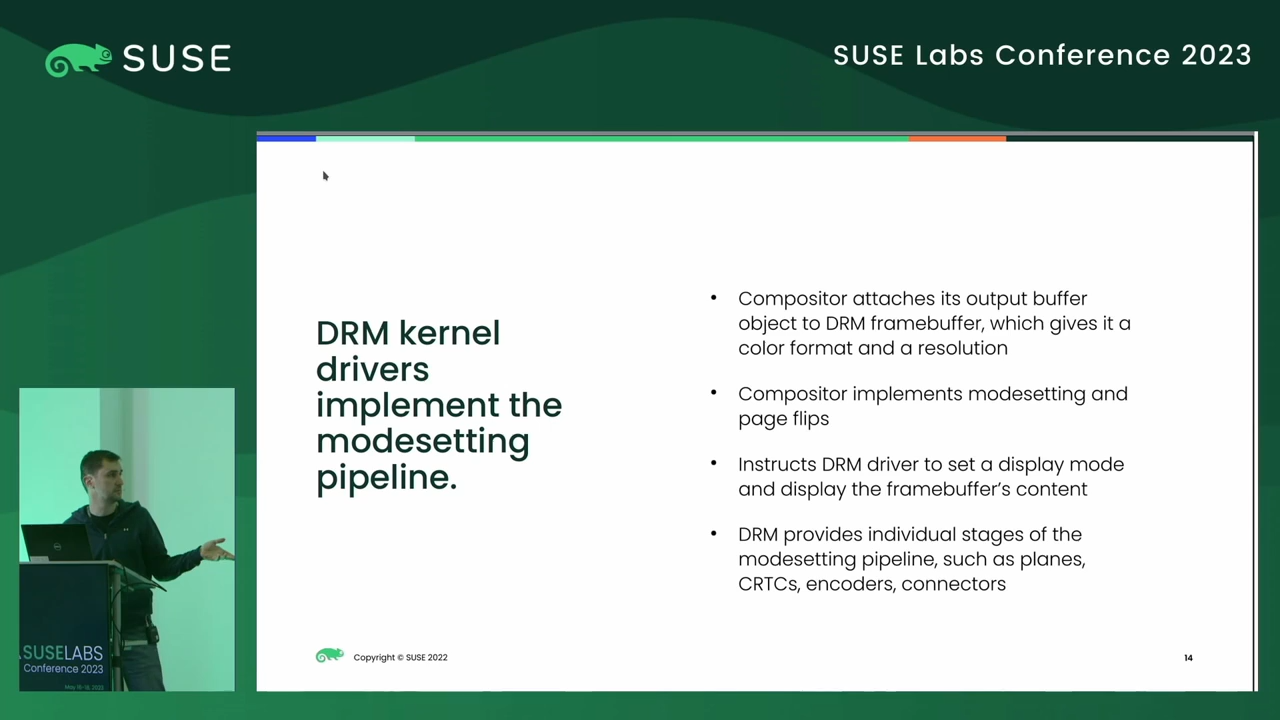 SUSE
SUSE Labs Conference 2023
DRM kernel
drivers
implement the
modesetting
pipeline.
• Compositor attaches its output buffer
object to DRM framebuffer, which gives it a
color format and a resolution
• Compositor implements modesetting and
page flips
• Instructs DRM driver to set a display mode
and display the framebuffer’s content
• DRM provides individual stages of the
modesetting pipeline, such as planes,
CRTCs, encoders, connectors
Copyright © SUSE 2022
14
SUSELABS
Conference 2023